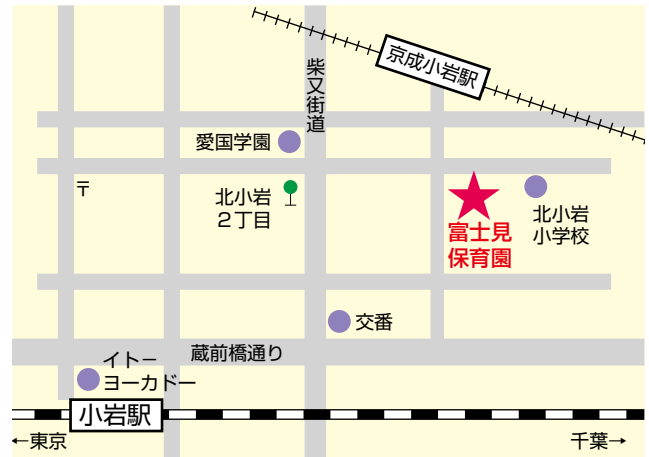 京成小岩駅
柴又街道
愛国学園
〒
北小岩
２丁目
北小岩
小学校
富士見
保育園
交番
蔵前橋通り
イトー
ヨーカドー
小岩駅
←東京
千葉→